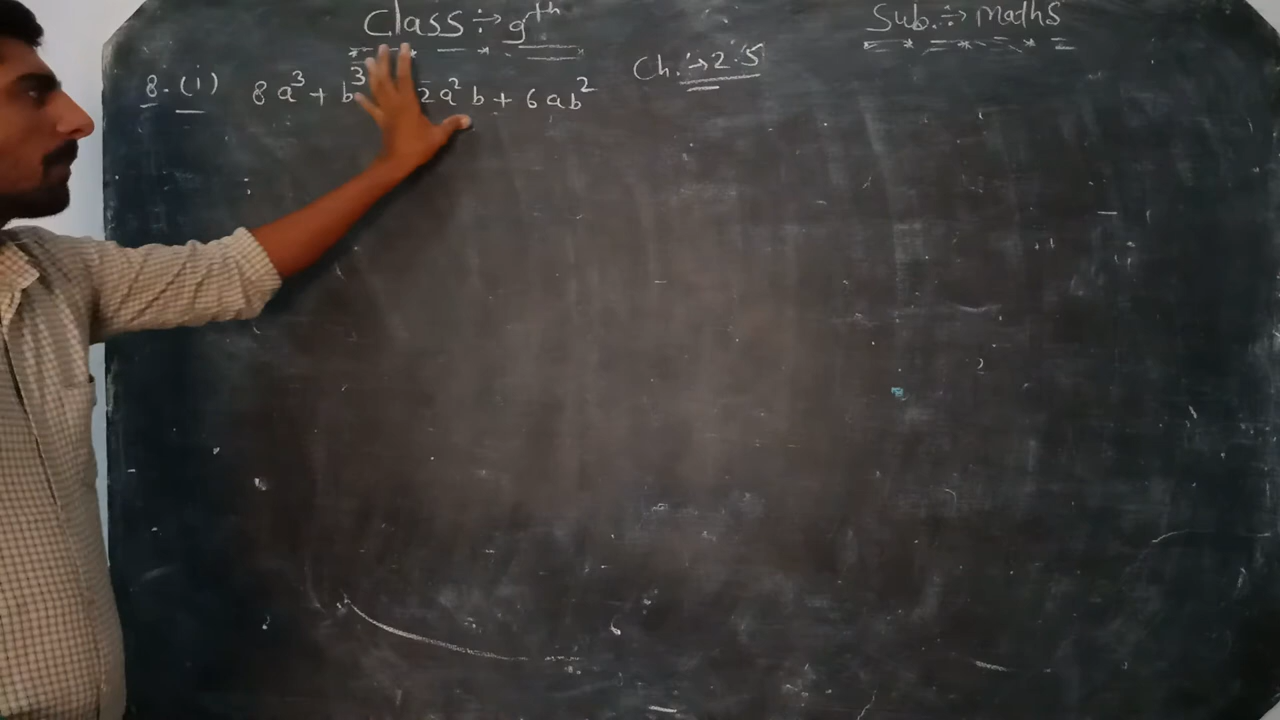 Class ÷ 9th
Sub. ÷ maths
Ch. → 2.5
8. (i) 8a³ + b³ 2a²b + 6ab²